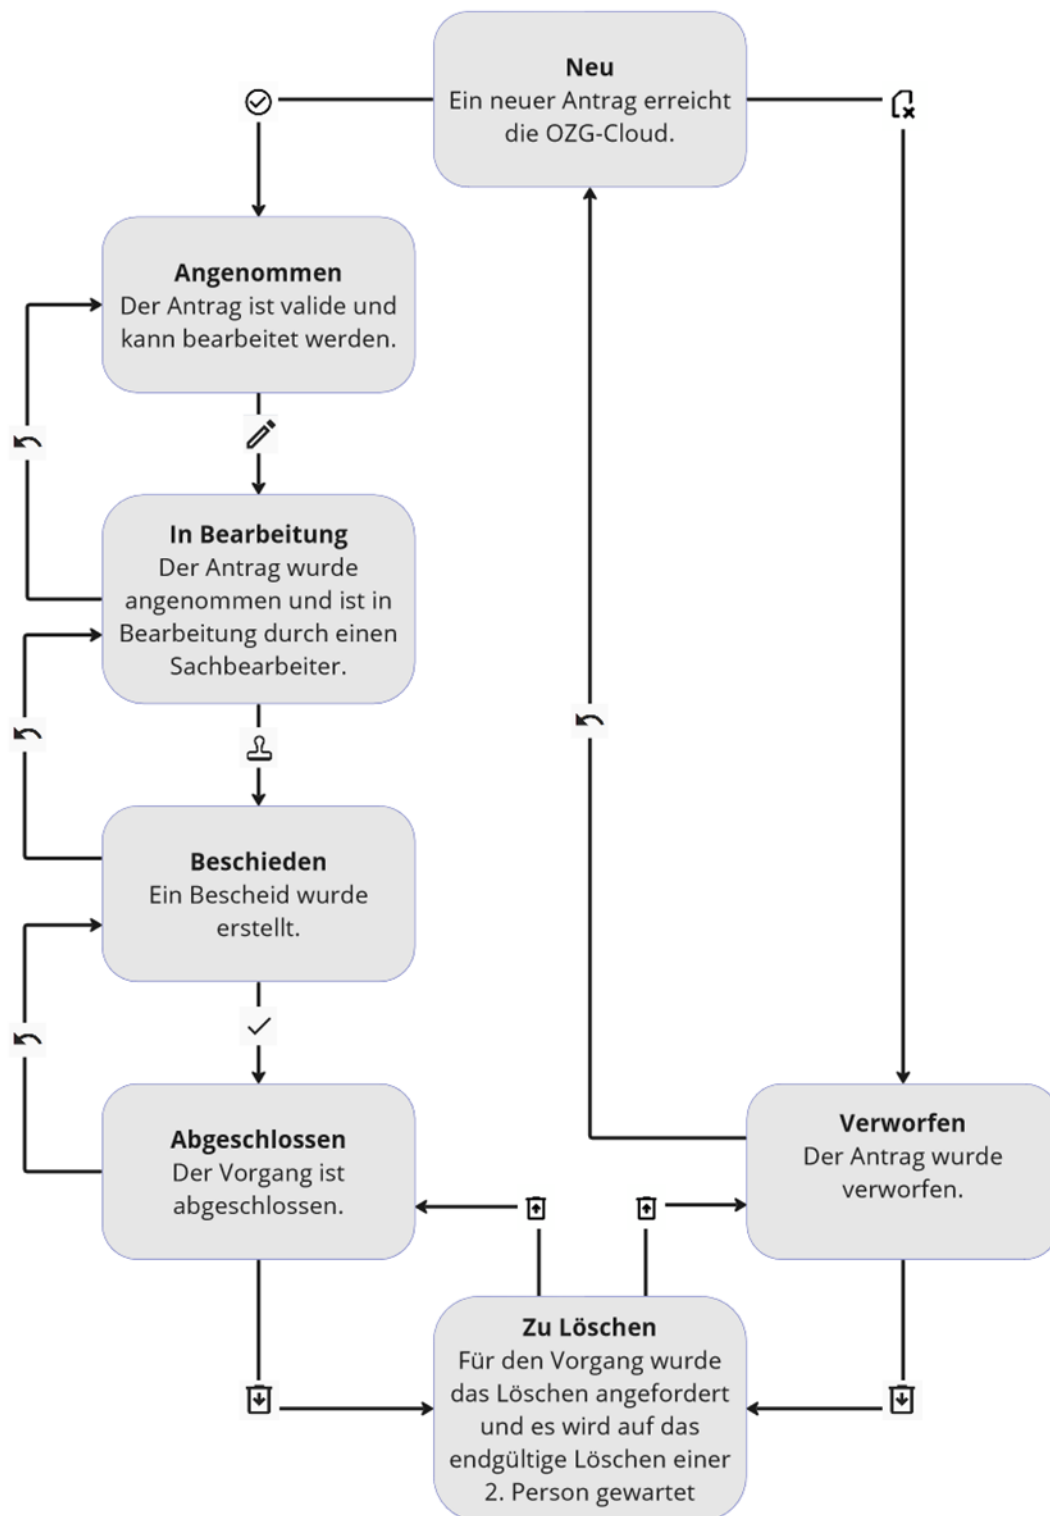 Neu
Ein neuer Antrag erreicht
die OZG-Cloud.
Angenommen
Der Antrag ist valide und
kann bearbeitet werden.
In Bearbeitung
Der Antrag wurde
angenommen und ist in
Bearbeitung durch einen
Sachbearbeiter.
Beschieden
Ein Bescheid wurde
erstellt.
Abgeschlossen
Der Vorgang ist
abgeschlossen.
Verworfen
Der Antrag wurde
verworfen.
Zu Löschen
Für den Vorgang wurde
das Löschen angefordert
und es wird auf das
endgültige Löschen einer
2. Person gewartet